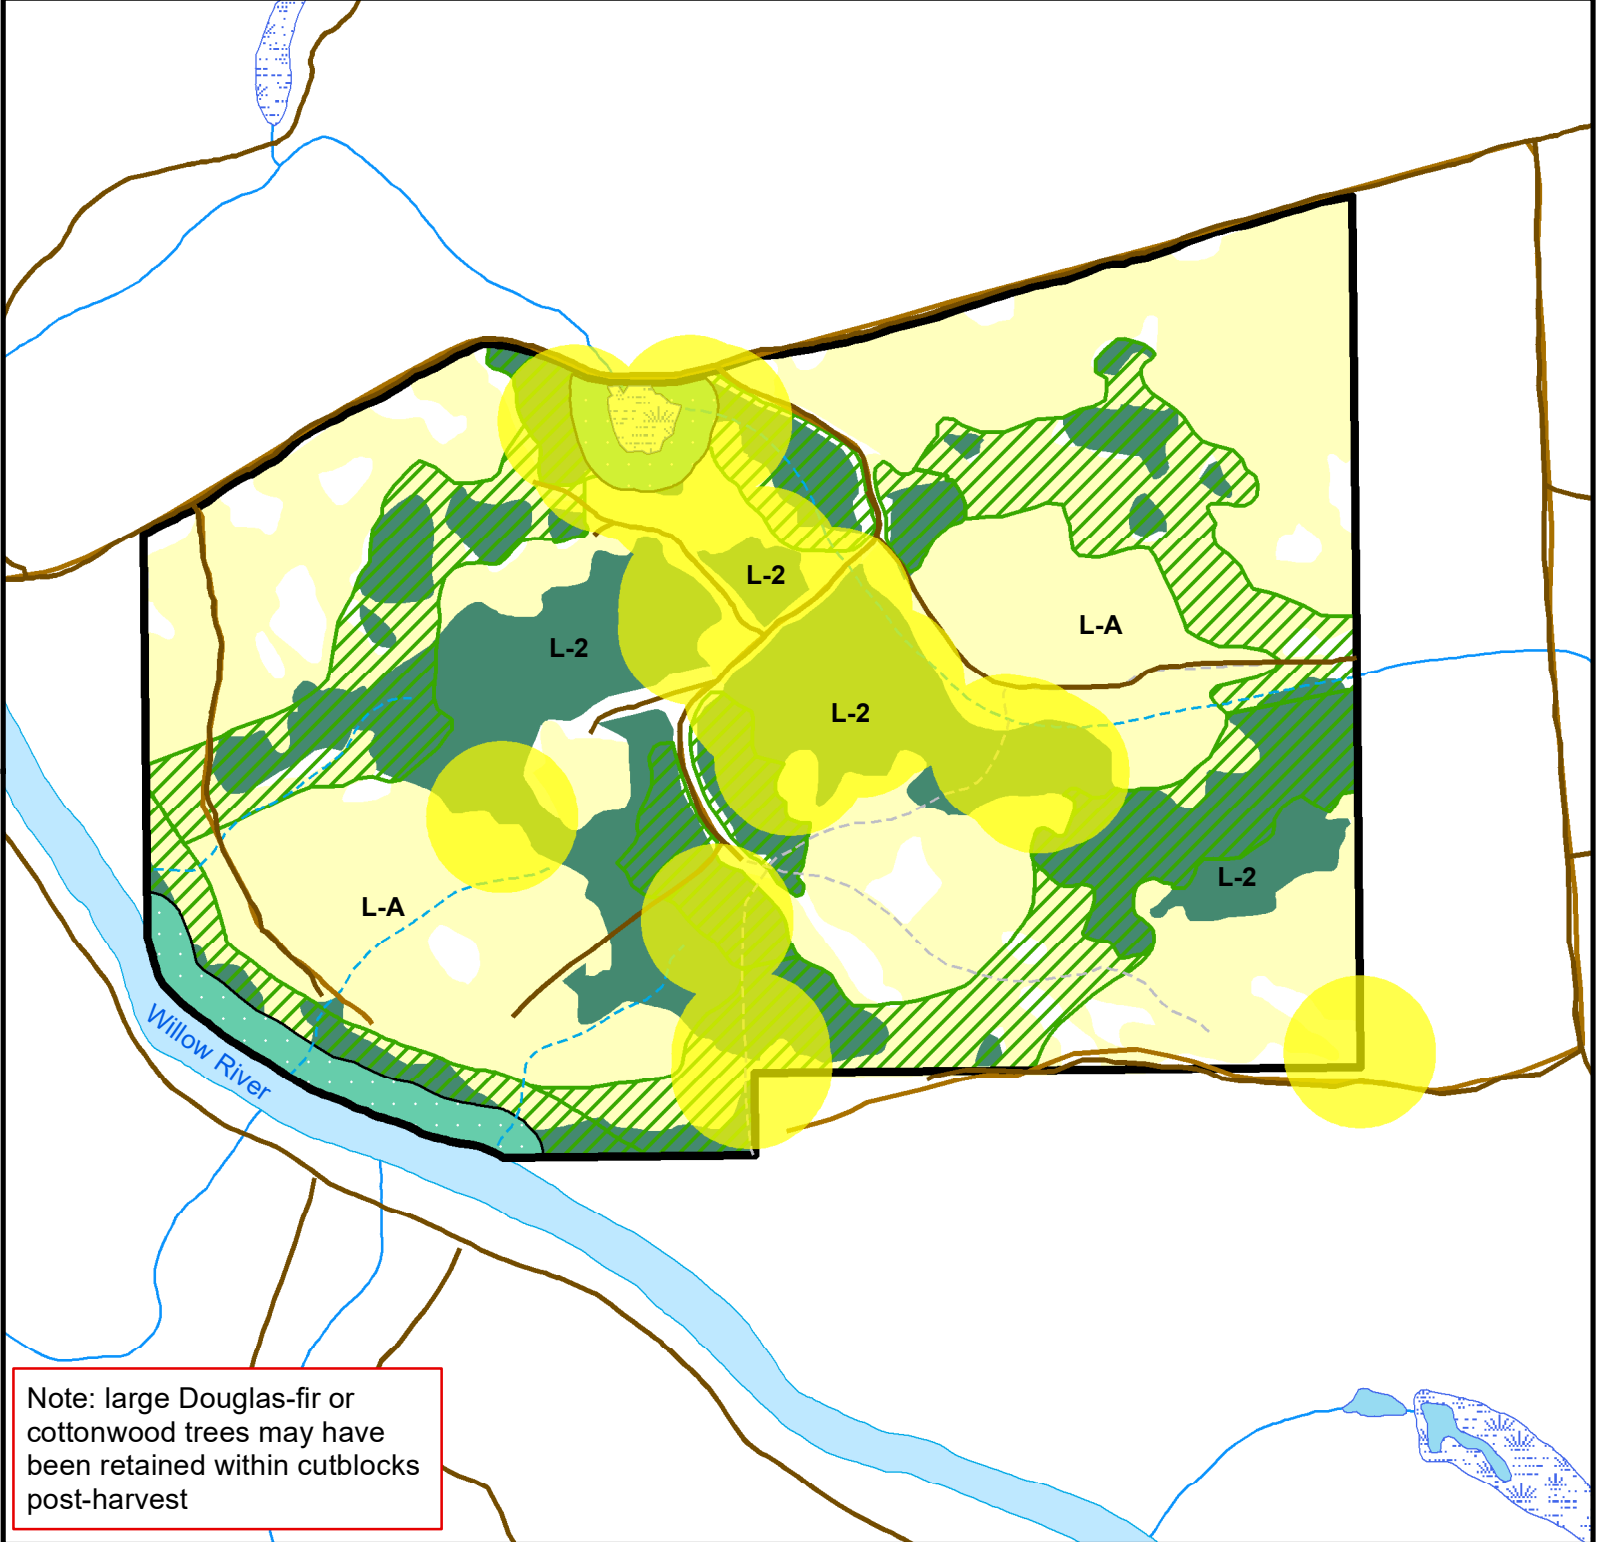 L-2
L-A
L-2
L-2
L-2
L-A
Willow River
Note: large Douglas-fir or
cottonwood trees may have
been retained within cutblocks
post-harvest